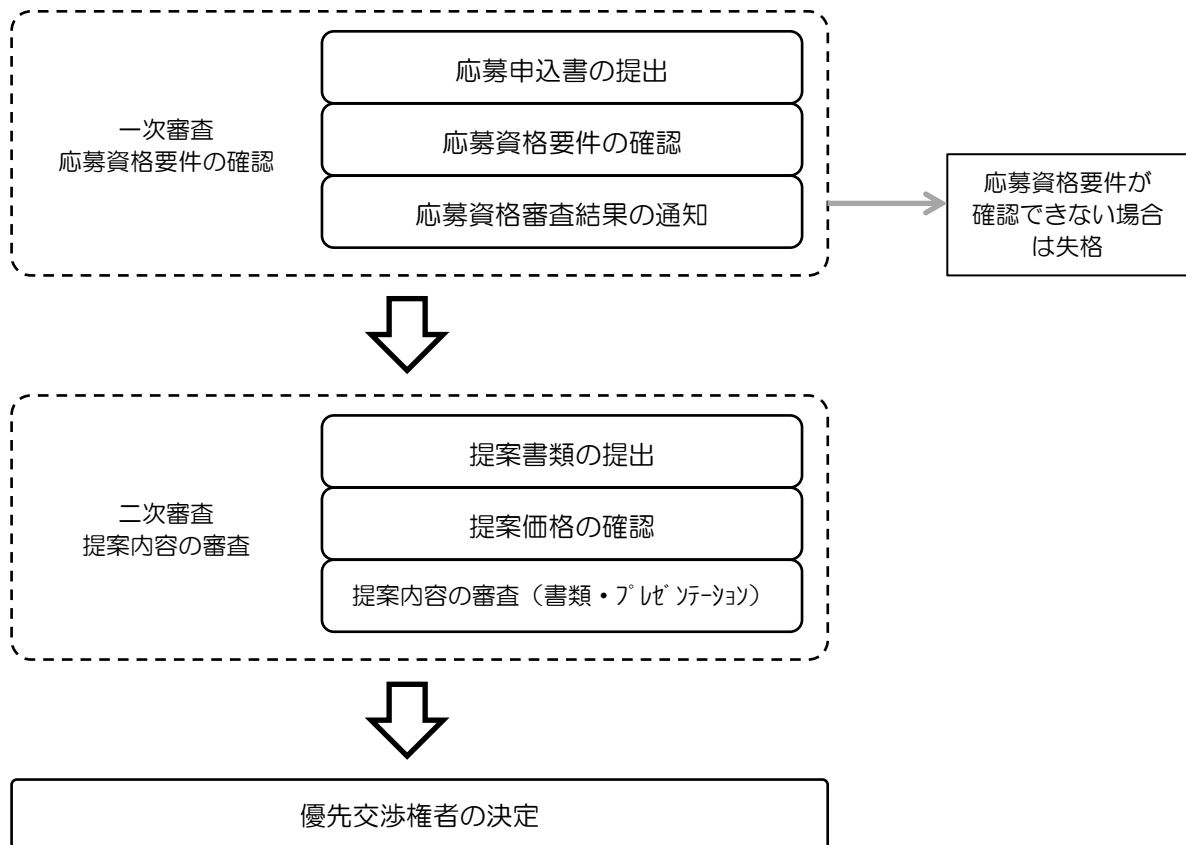 応募申込書の提出
一次審査
応募資格要件の確認
応募資格要件の確認
応募資格審査結果の通知
応募資格要件が
確認できない場合
は失格
提案書類の提出
二次審査
提案内容の審査
提案価格の確認
提案内容の審査(書類・ﾌﾟﾚｾﾞﾝﾃｰｼｮﾝ)
優先交渉権者の決定